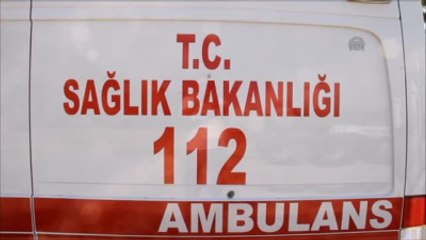 T.C.
SAĞLIK BAKANLIĞI
112
AMBULANS